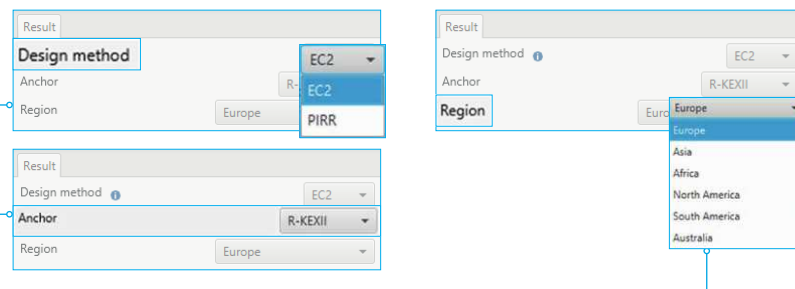 Result
Design method
EC2
EC2
PIRR
Anchor
R-
Region
Europe
Result
Design method
EC2
Anchor
R-KEXII
Region
Europe
Result
Design method
EC2
Anchor
R-KEXII
Region
Euro
Europe
Europe
Asia
Africa
North America
South America
Australia